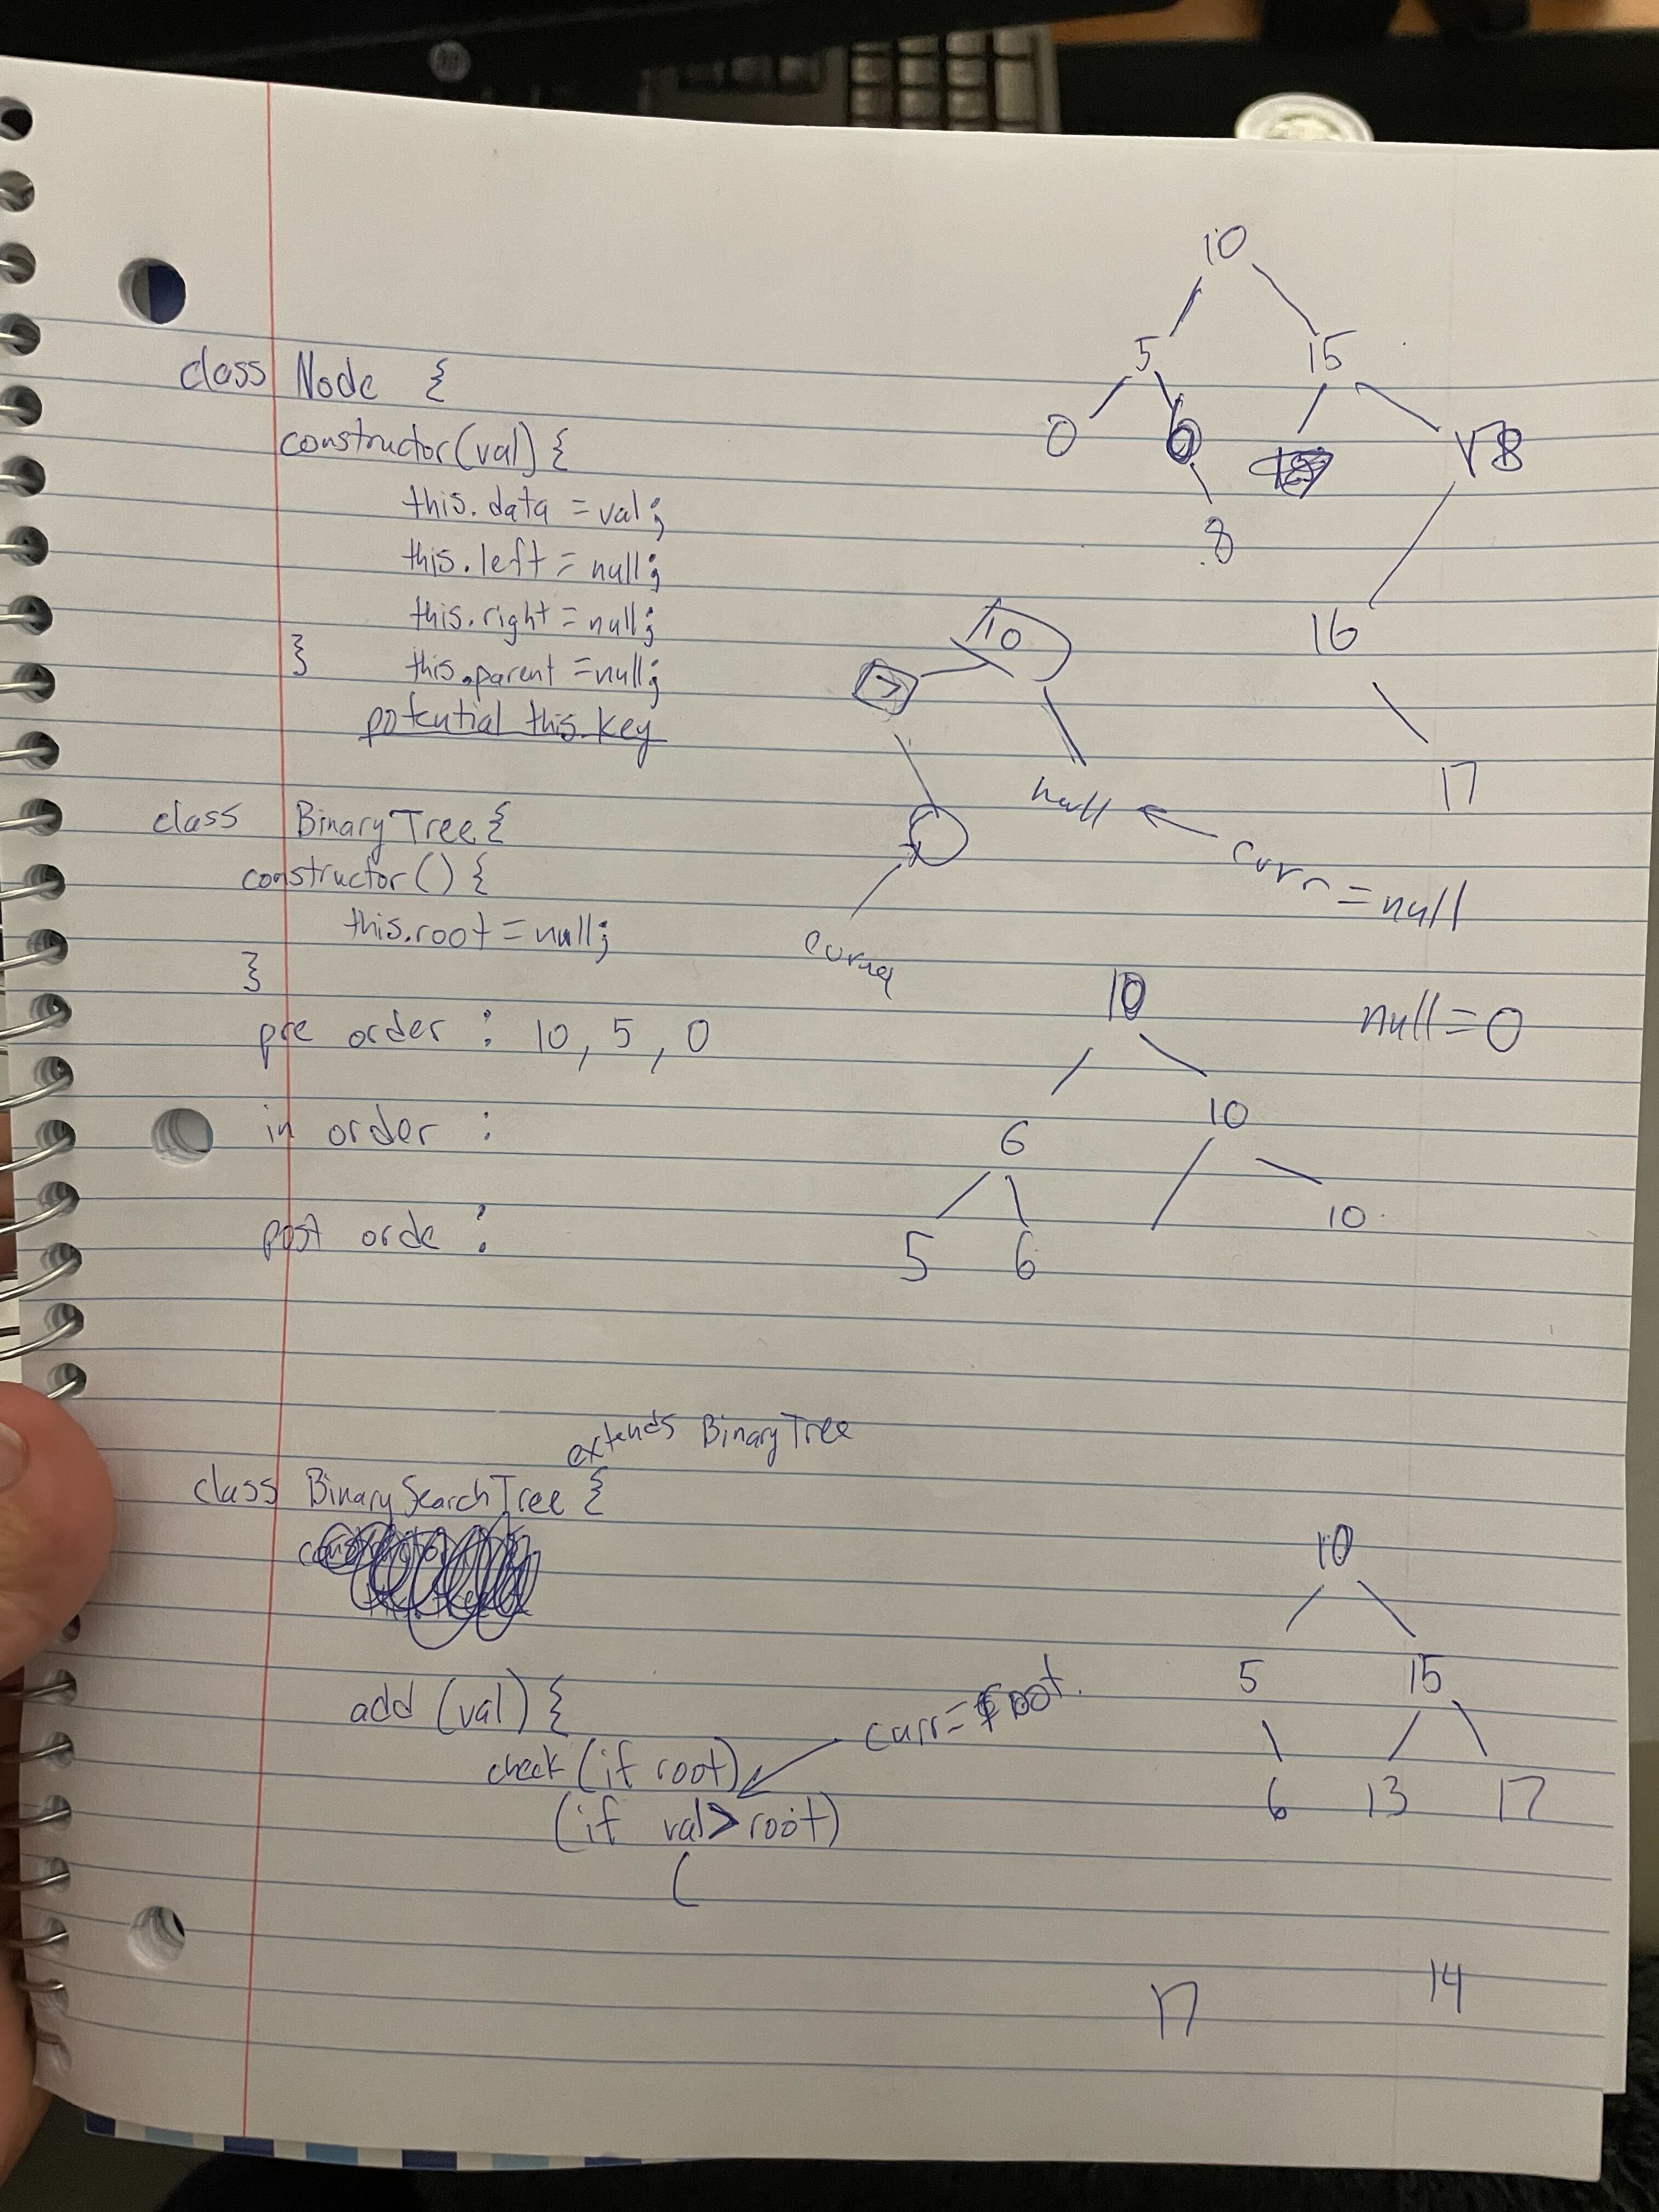 class Node {
constructor(val) {
this.data = val;
this.left = null;
this.right = null;
} this.parent = null;
potential this.key
class BinaryTree {
constructor() {
this.root = null;
}
pre order : 10, 5, 0
in order :
post orde :
extends BinaryTree
class BinarySearchTree {
add (val) {
check (if root)
curr = root.
(if val > root)
(
10
5 15
0 6 18
8
16
17
10
7
null
curr = null
null = 0
10
6 10
5 6 10
10
5 15
6 13 17
17 14